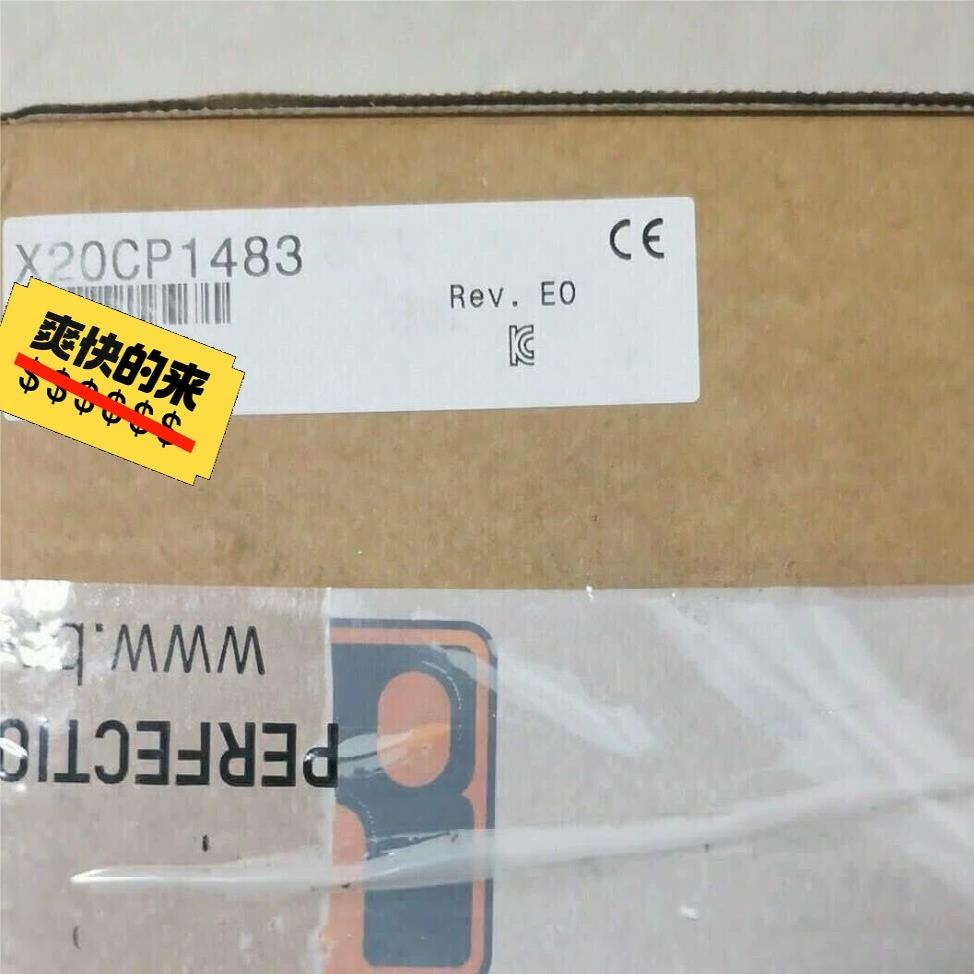 X20CP1483
CE
Rev. E0
爽快的来
$$$$$$
www.b
PERFECTIO